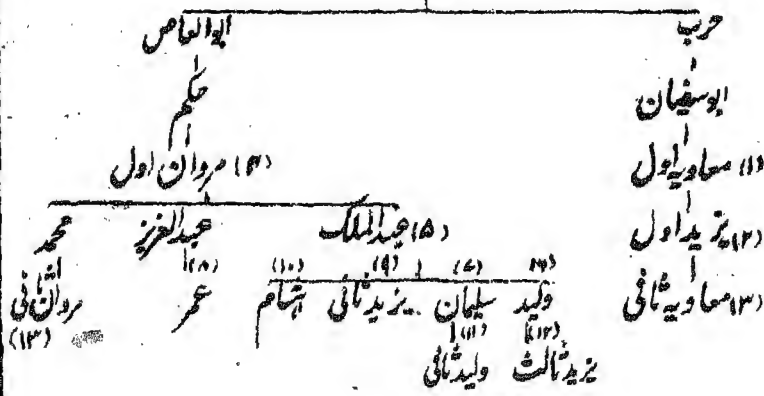 حرب ابوالعاص
ابوسفیان حکم
(۱) معاویہ اول (۴) مروان اول
(۲) یزید اول (۵) عبدالملک عبدالعزیز محمد
(۶) (۷) (۹) (۱۰) (۸)
(۳) معاویہ ثانی ولید سلیمان یزید ثانی ہشام عمر مروان ثانی
(۱۲) (۱۱) (۱۳)
یزید ثالث ولید ثانی